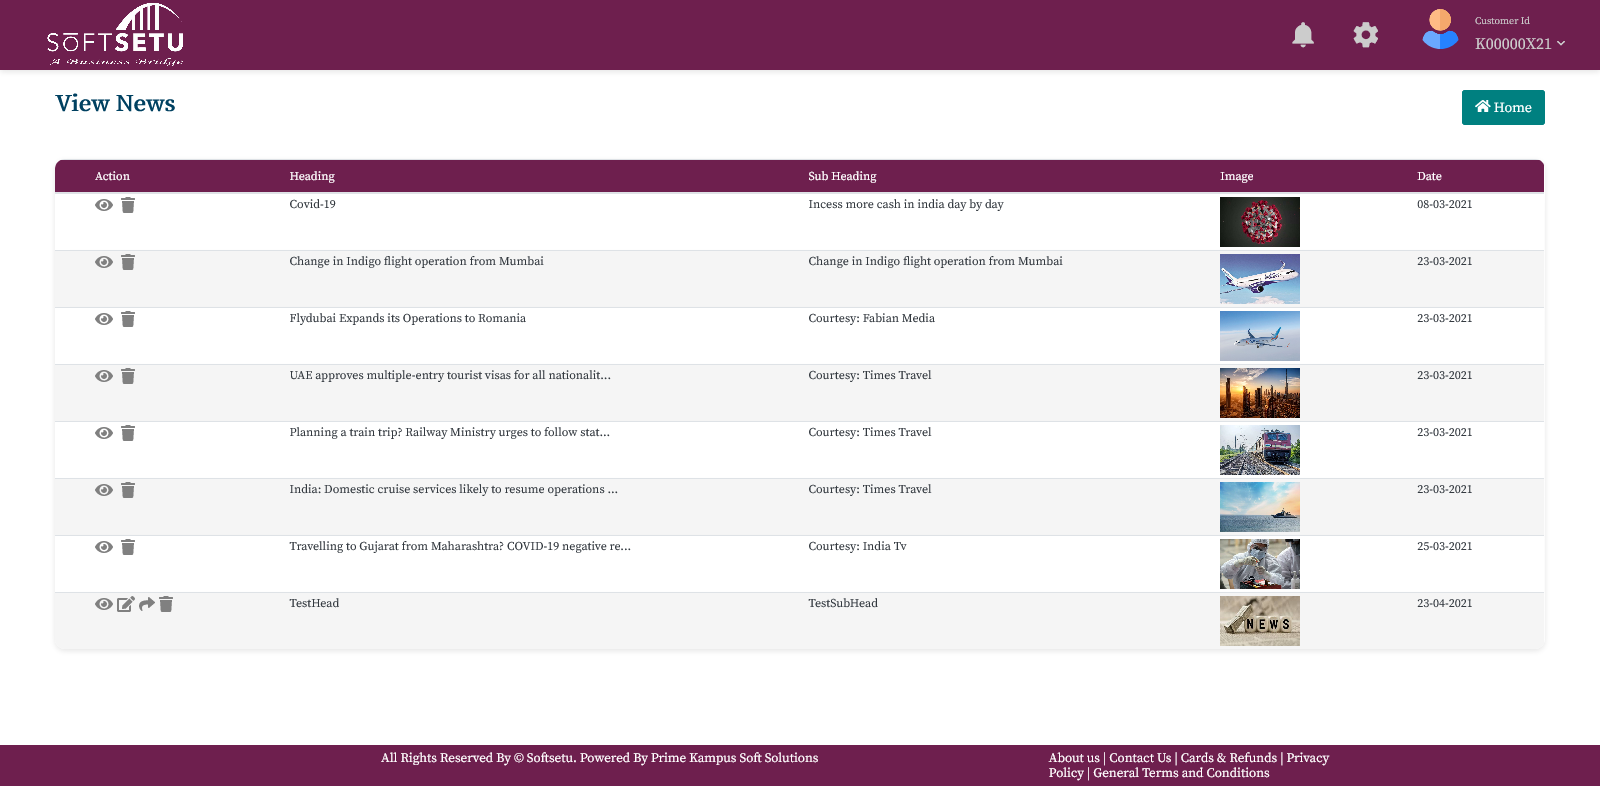 SOFTSETU
A Business Bridge
Customer Id
K00000X21
View News
Home
Action Heading Sub Heading Image Date
Covid-19 Incess more cash in india day by day 08-03-2021
Change in Indigo flight operation from Mumbai Change in Indigo flight operation from Mumbai 23-03-2021
Flydubai Expands its Operations to Romania Courtesy: Fabian Media 23-03-2021
UAE approves multiple-entry tourist visas for all nationalit... Courtesy: Times Travel 23-03-2021
Planning a train trip? Railway Ministry urges to follow stat... Courtesy: Times Travel 23-03-2021
India: Domestic cruise services likely to resume operations ... Courtesy: Times Travel 23-03-2021
Travelling to Gujarat from Maharashtra? COVID-19 negative re... Courtesy: India Tv 25-03-2021
TestHead TestSubHead 23-04-2021
NEWS
All Rights Reserved By © Softsetu. Powered By Prime Kampus Soft Solutions
About us | Contact Us | Cards & Refunds | Privacy
Policy | General Terms and Conditions